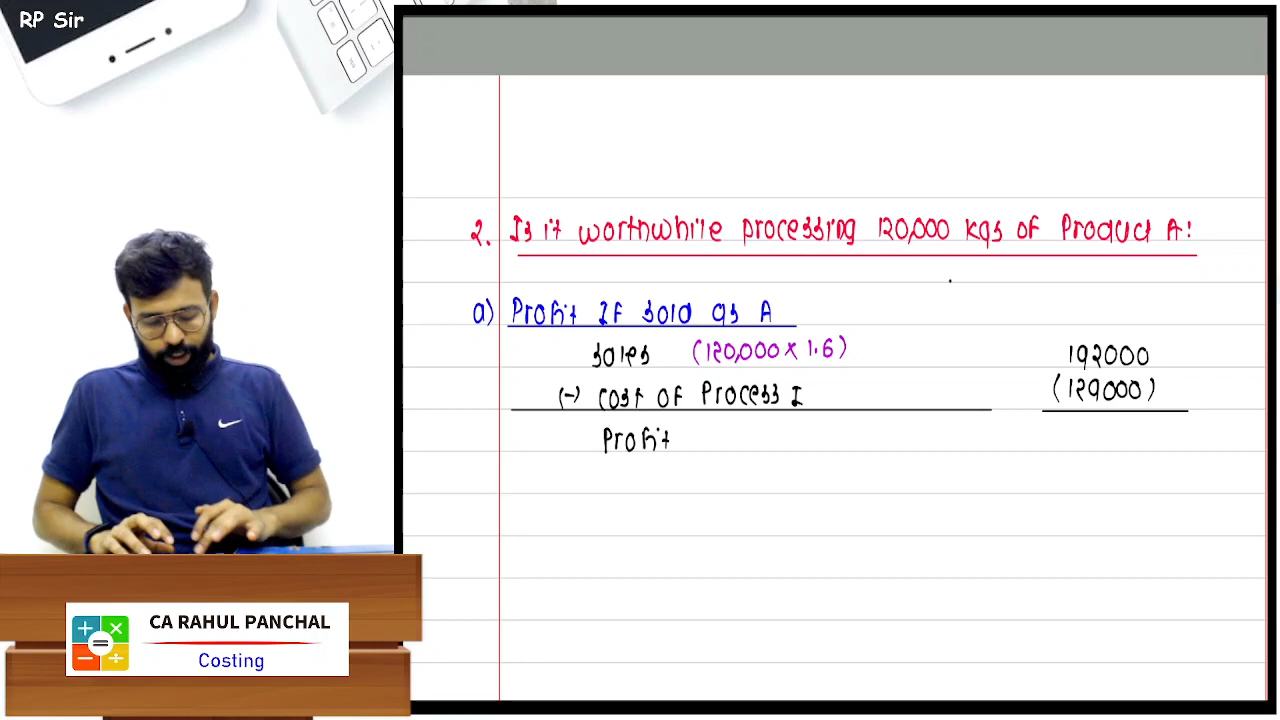 RP Sir
2. Is it worthwhile processing 120,000 kgs of Product A:
a) Profit If sold as A
sales (120,000 x 1.6) 192000
(-) cost of Process I (129000)
Profit
CA RAHUL PANCHAL
Costing